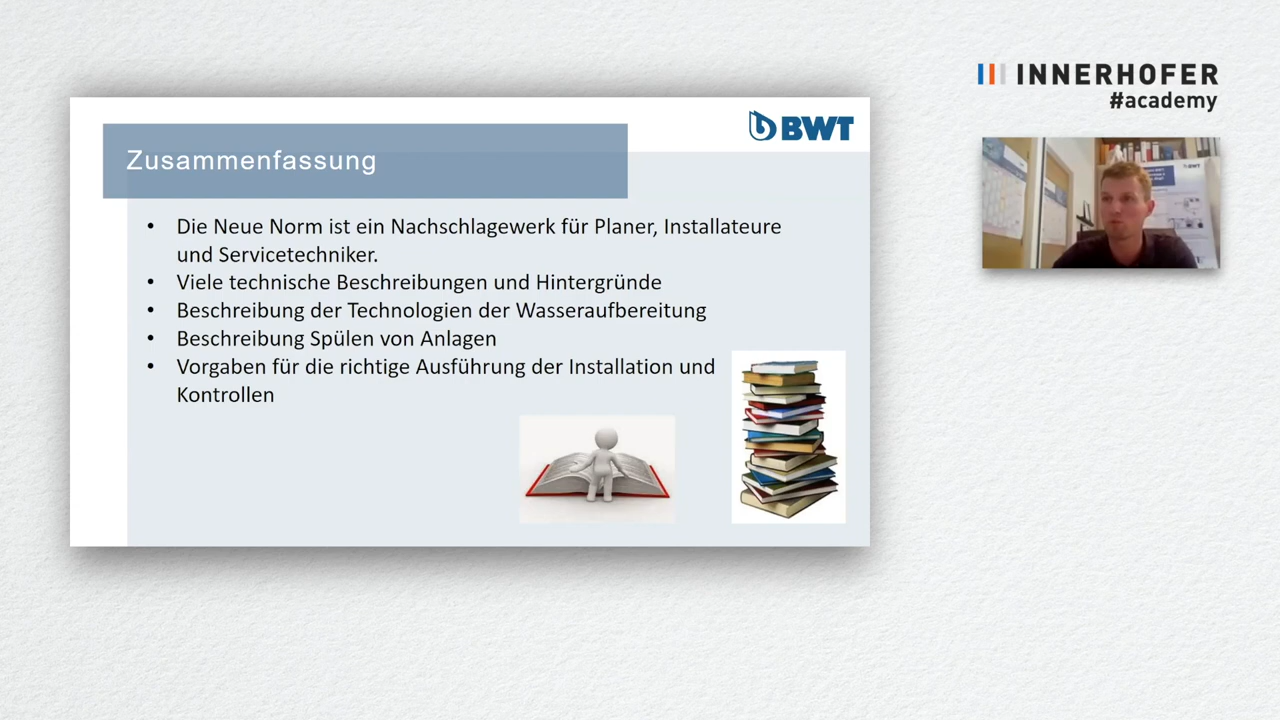 INNERHOFER
#academy
BWT
Zusammenfassung
• Die Neue Norm ist ein Nachschlagewerk für Planer, Installateure
und Servicetechniker.
• Viele technische Beschreibungen und Hintergründe
• Beschreibung der Technologien der Wasseraufbereitung
• Beschreibung Spülen von Anlagen
• Vorgaben für die richtige Ausführung der Installation und
Kontrollen
BWT